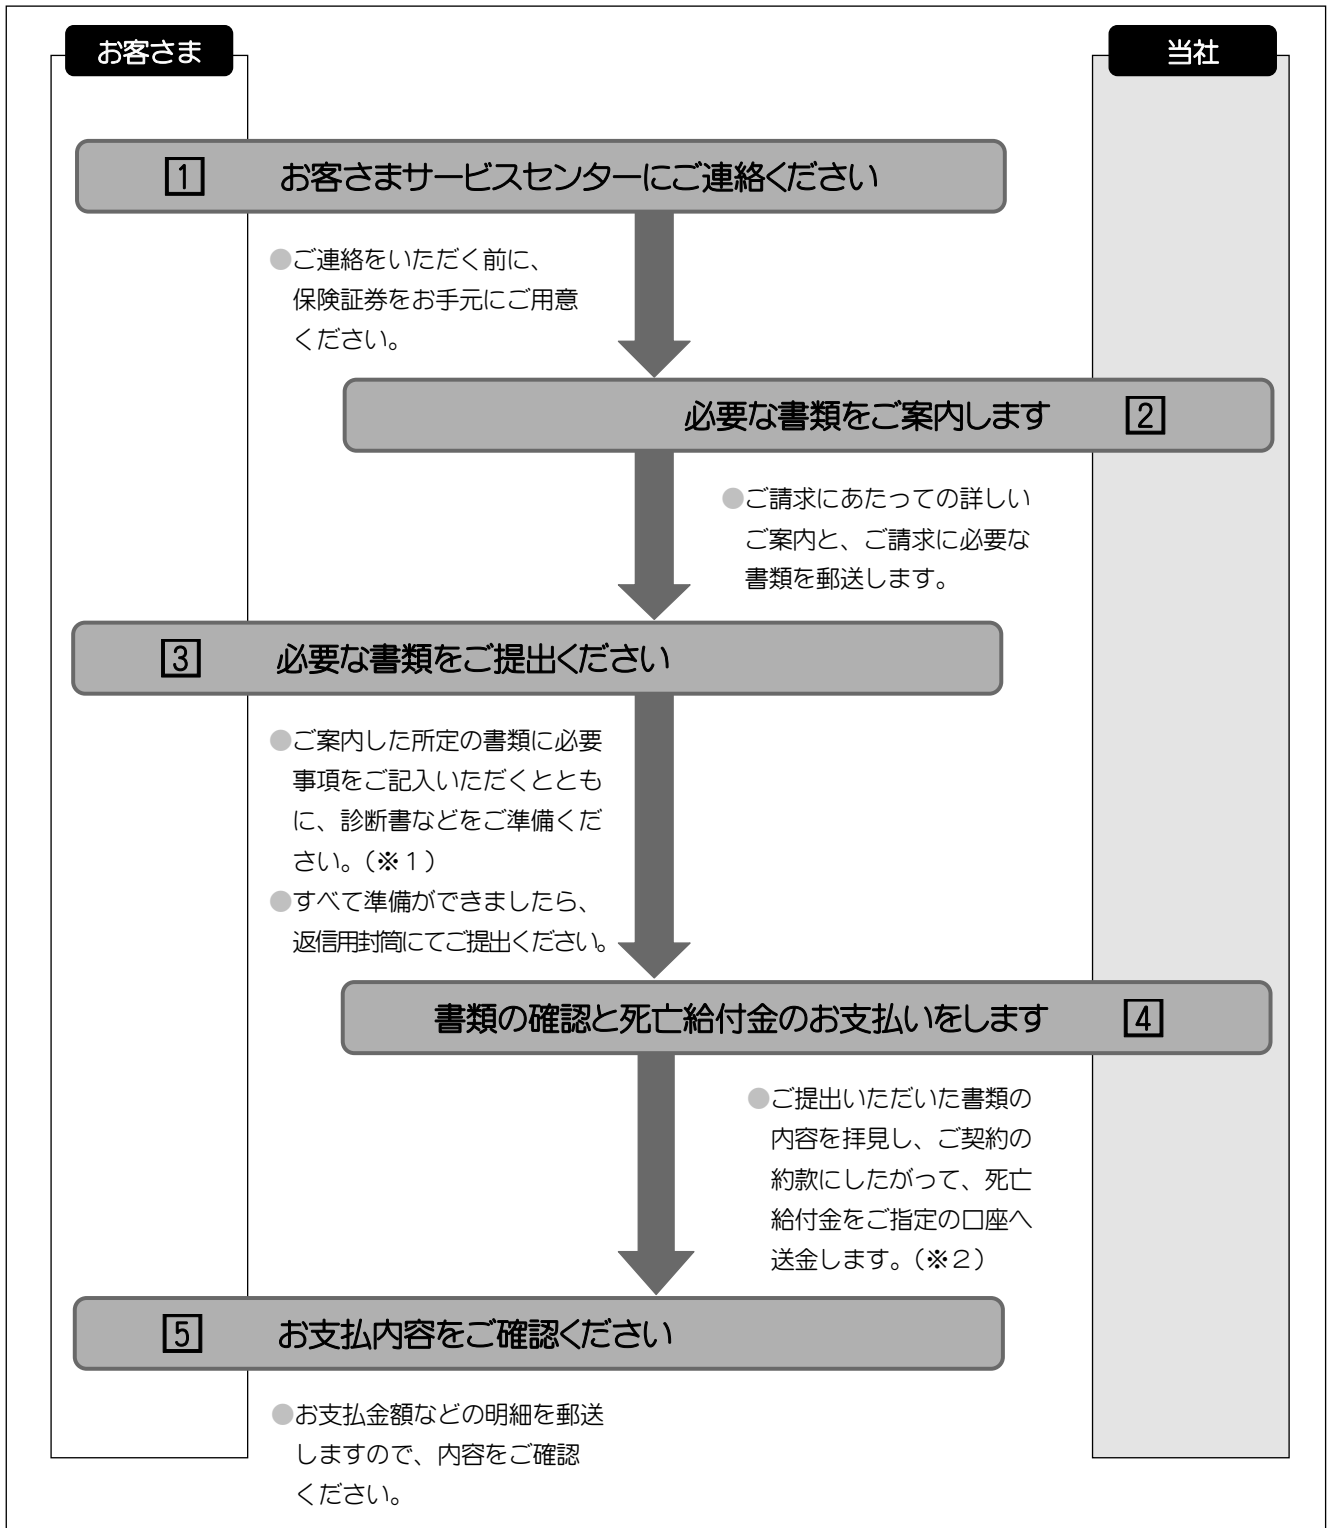 お客さま
当社
1 お客さまサービスセンターにご連絡ください
●ご連絡をいただく前に、
保険証券をお手元にご用意
ください。
必要な書類をご案内します 2
●ご請求にあたっての詳しい
ご案内と、ご請求に必要な
書類を郵送します。
3 必要な書類をご提出ください
●ご案内した所定の書類に必要
事項をご記入いただくととも
に、診断書などをご準備くだ
さい。(※1)
●すべて準備ができましたら、
返信用封筒にてご提出ください。
書類の確認と死亡給付金のお支払いをします 4
●ご提出いただいた書類の
内容を拝見し、ご契約の
約款にしたがって、死亡
給付金をご指定の口座へ
送金します。(※2)
5 お支払内容をご確認ください
●お支払金額などの明細を郵送
しますので、内容をご確認
ください。